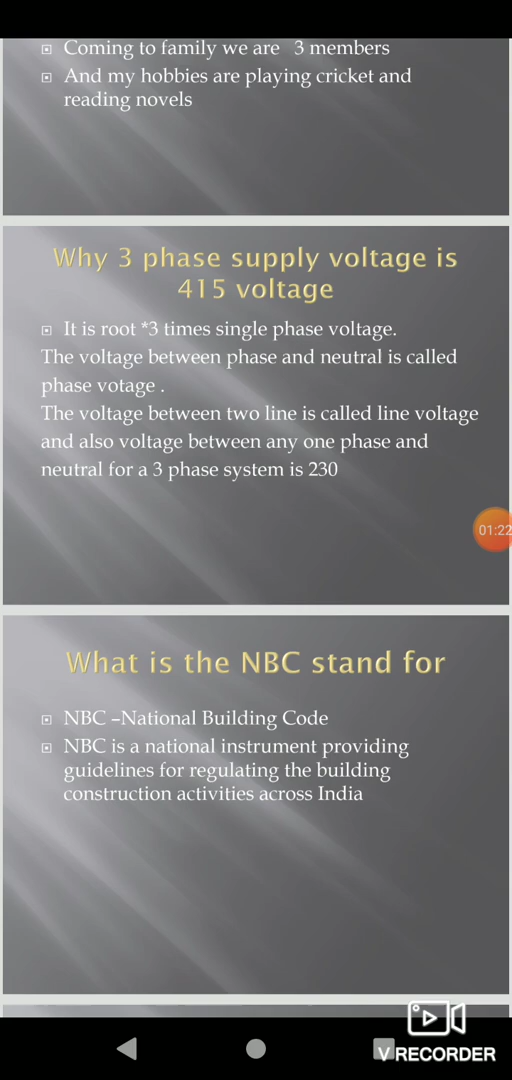 Coming to family we are 3 members
And my hobbies are playing cricket and
reading novels
Why 3 phase supply voltage is
415 voltage
It is root *3 times single phase voltage.
The voltage between phase and neutral is called
phase votage .
The voltage between two line is called line voltage
and also voltage between any one phase and
neutral for a 3 phase system is 230
01:22
What is the NBC stand for
NBC –National Building Code
NBC is a national instrument providing
guidelines for regulating the building
construction activities across India
V RECORDER